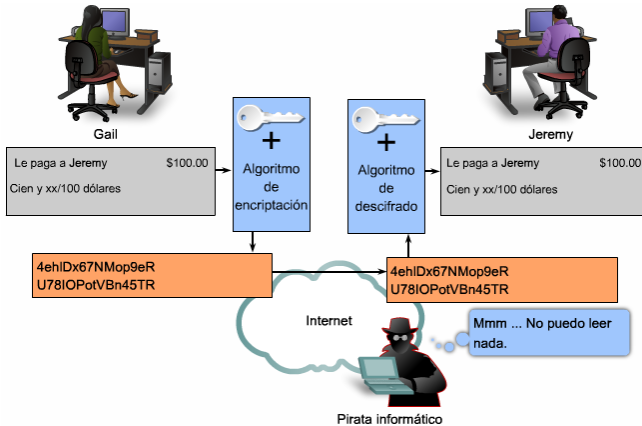 Gail
Jeremy
Le paga a Jeremy $100.00
Cien y xx/100 dólares
+
Algoritmo
de
encriptación
+
Algoritmo
de
descifrado
Le paga a Jeremy $100.00
Cien y xx/100 dólares
4ehIDx67NMop9eR
U78IOPotVBn45TR
4ehIDx67NMop9eR
U78IOPotVBn45TR
Internet
Mmm ... No puedo leer
nada.
Pirata informático